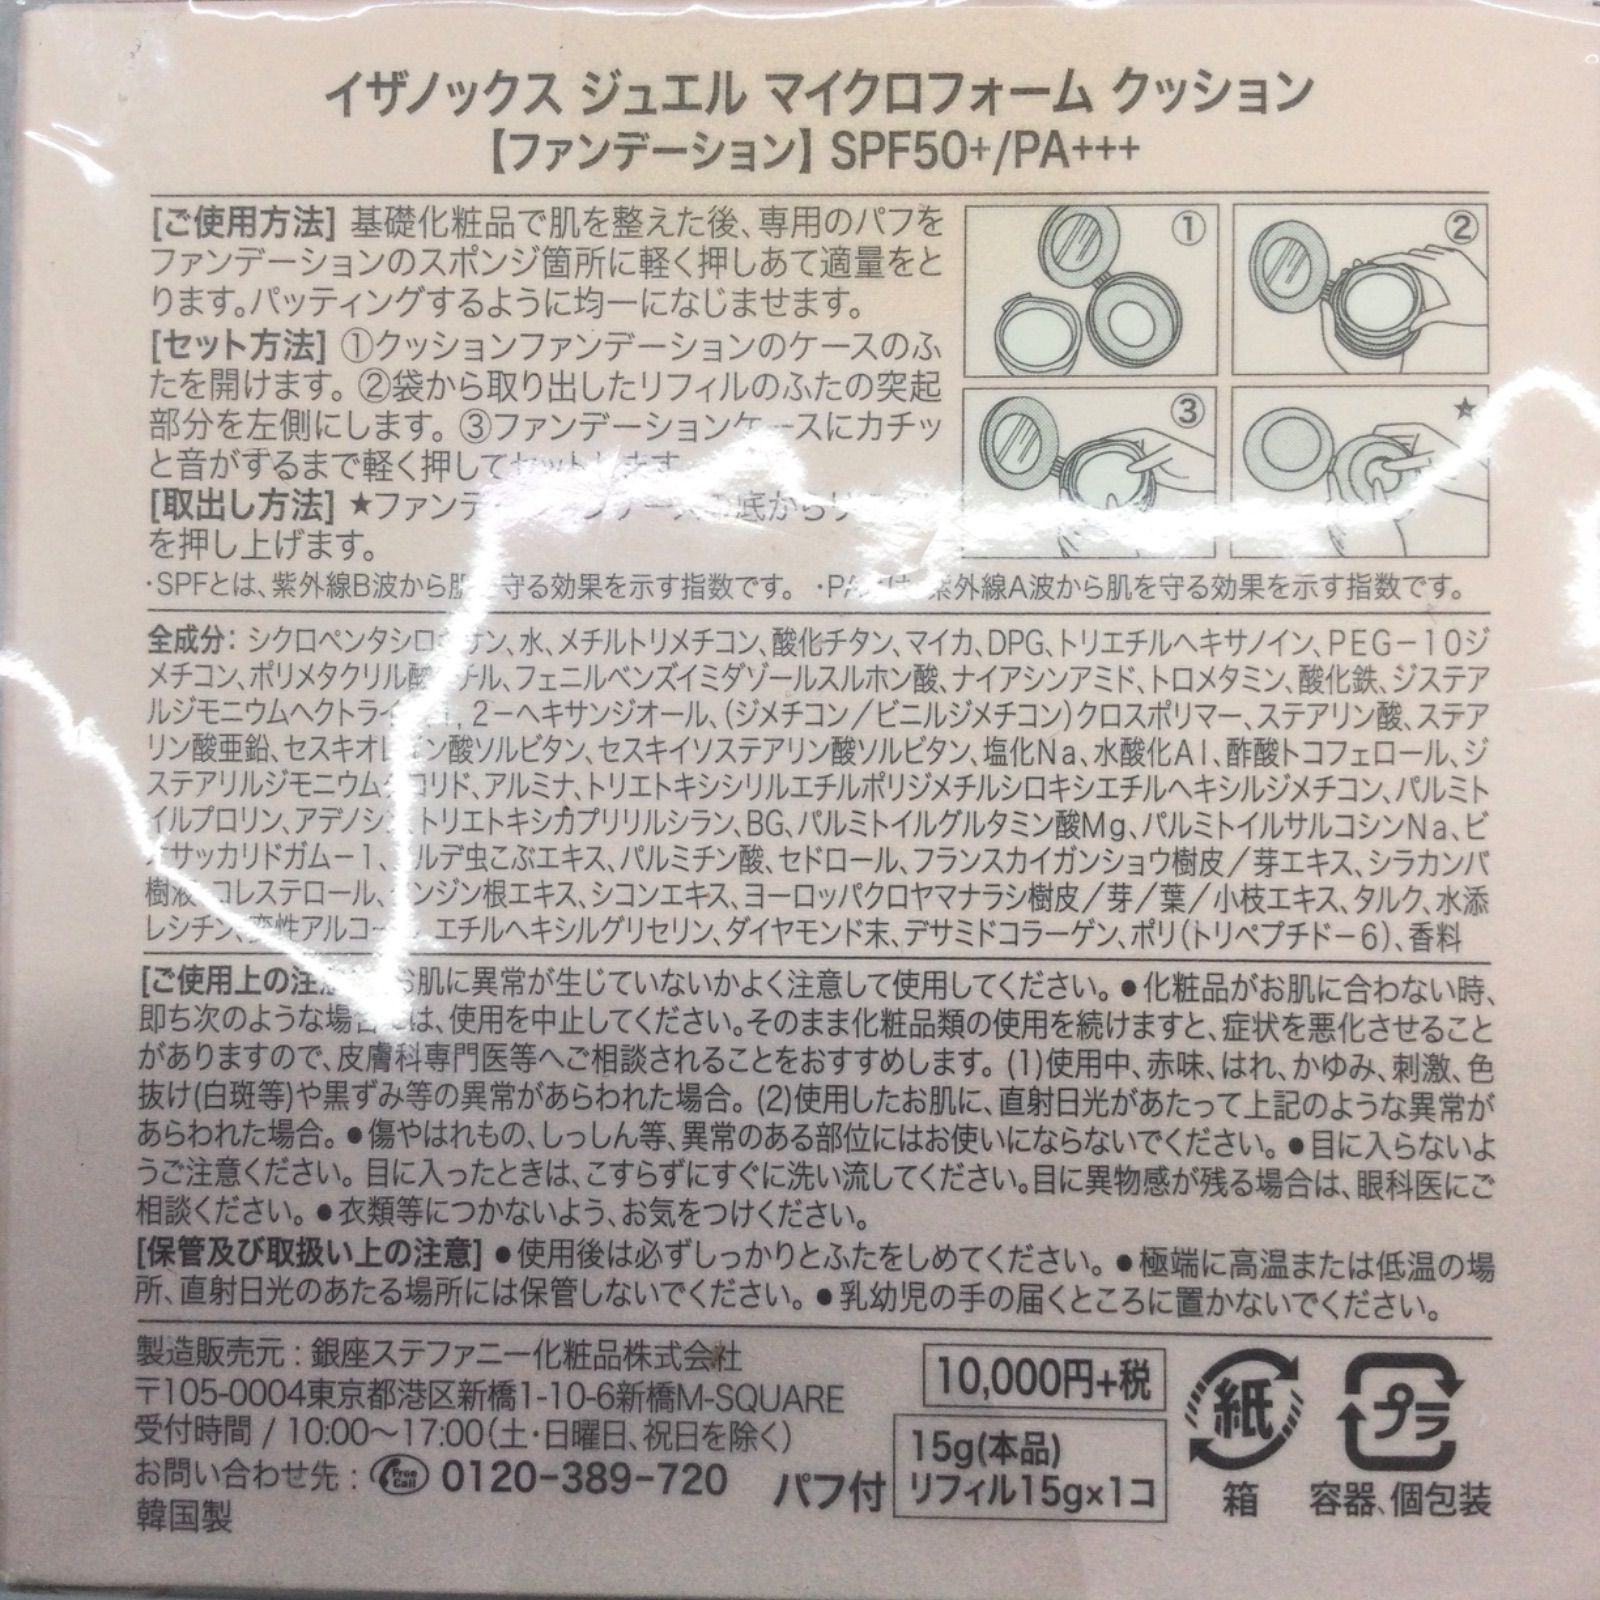 イザノックス ジュエル マイクロフォーム クッション
【ファンデーション】 SPF50+/PA+++
[ご使用方法] 基礎化粧品で肌を整えた後、専用のパフを
ファンデーションのスポンジ箇所に軽く押しあて適量をと
ります。パッティングするように均一になじませます。
[セット方法] ①クッションファンデーションのケースのふ
たを開けます。②袋から取り出したリフィルのふたの突起
部分を左側にします。③ファンデーションケースにカチッ
と音がするまで軽く押してセットします。
[取出し方法] ★ファンデ 底から
を押し上げます。
① ② ③ ★
・SPFとは、紫外線B波から肌 守る効果を示す指数です。 ・PA は 紫外線A波から肌を守る効果を示す指数です。
全成分: シクロペンタシロ サン、水、メチルトリメチコン、酸化チタン、マイカ、DPG、トリエチルヘキサノイン、PEG−10ジ
メチコン、ポリメタクリル酸 チル、フェニルベンズイミダゾールスルホン酸、ナイアシンアミド、トロメタミン、酸化鉄、ジステア
ルジモニウムヘクトライ , 2−ヘキサンジオール、(ジメチコン/ビニルジメチコン)クロスポリマー、ステアリン酸、ステア
リン酸亜鉛、セスキオレ ン酸ソルビタン、セスキイソステアリン酸ソルビタン、塩化Na、水酸化Al、酢酸トコフェロール、ジ
ステアリルジモニウムクロリド、アルミナ、トリエトキシシリルエチルポリジメチルシロキシエチルヘキシルジメチコン、パルミト
イルプロリン、アデノシン、トリエトキシカプリリルシラン、BG、パルミトイルグルタミン酸Mg、パルミトイルサルコシンNa、ビ
サッカリドガム−1、 ルデ虫こぶエキス、パルミチン酸、セドロール、フランスカイガンショウ樹皮/芽エキス、シラカンバ
樹液、コレステロール、 ンジン根エキス、シコンエキス、ヨーロッパクロヤマナラシ樹皮/芽/葉/小枝エキス、タルク、水添
レシチン、変性アルコール、エチルヘキシルグリセリン、ダイヤモンド末、デサミドコラーゲン、ポリ(トリペプチド−6)、香料
[ご使用上の注 お肌に異常が生じていないかよく注意して使用してください。●化粧品がお肌に合わない時、
即ち次のような場合には、使用を中止してください。そのまま化粧品類の使用を続けますと、症状を悪化させること
がありますので、皮膚科専門医等へご相談されることをおすすめします。(1)使用中、赤味、はれ、かゆみ、刺激、色
抜け(白斑等)や黒ずみ等の異常があらわれた場合。(2)使用したお肌に、直射日光があたって上記のような異常が
あらわれた場合。●傷やはれもの、しっしん等、異常のある部位にはお使いにならないでください。●目に入らないよ
うご注意ください。目に入ったときは、こすらずにすぐに洗い流してください。目に異物感が残る場合は、眼科医にご
相談ください。●衣類等につかないよう、お気をつけください。
[保管及び取扱い上の注意] ●使用後は必ずしっかりとふたをしめてください。●極端に高温または低温の場
所、直射日光のあたる場所には保管しないでください。●乳幼児の手の届くところに置かないでください。
製造販売元:銀座ステファニー化粧品株式会社
〒105-0004東京都港区新橋1-10-6新橋M-SQUARE
受付時間 / 10:00〜17:00(土・日曜日、祝日を除く)
お問い合わせ先: Free Call 0120−389−720
韓国製
10,000円+税
パフ付
15g(本品)
リフィル15g×1コ
紙
箱
プラ
容器、個包装